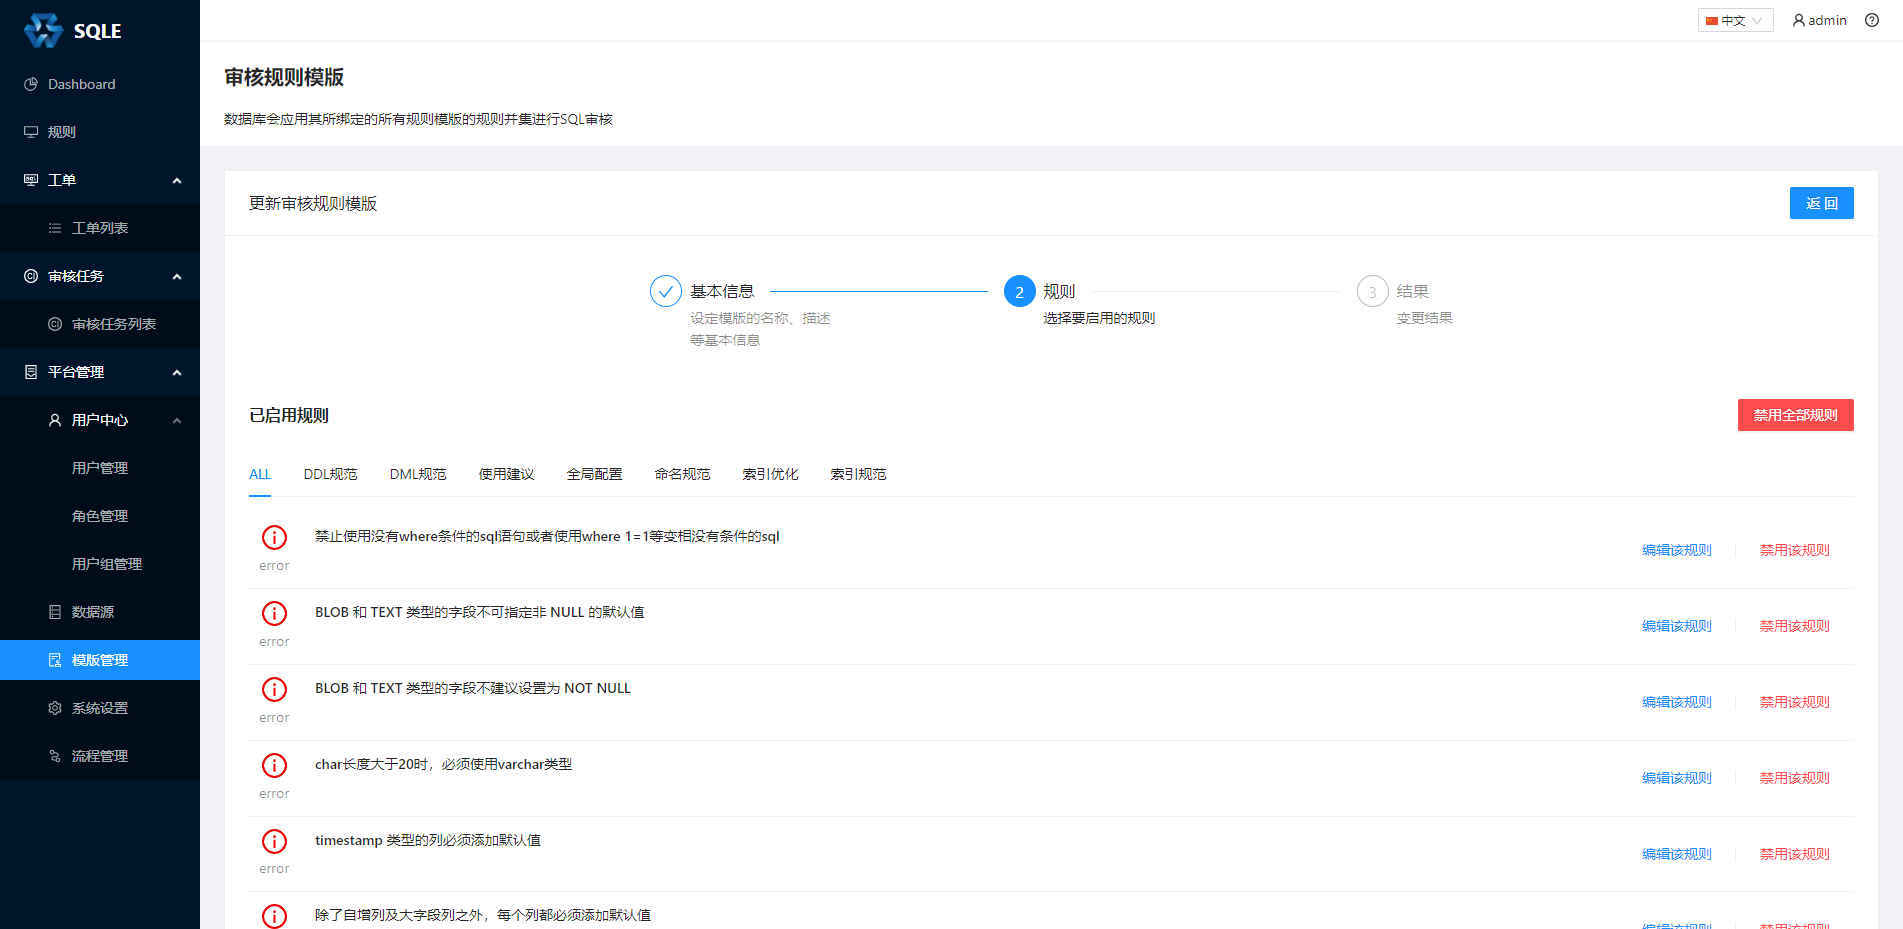 SQLE
中文
admin
Dashboard
规则
工单
工单列表
审核任务
审核任务列表
平台管理
用户中心
用户管理
角色管理
用户组管理
数据源
模版管理
系统设置
流程管理
审核规则模版
数据库会应用其所绑定的所有规则模版的规则并集进行SQL审核
更新审核规则模版
返 回
基本信息
设定模版的名称、描述
等基本信息
2
规则
选择要启用的规则
3
结果
变更结果
已启用规则
禁用全部规则
ALL DDL规范 DML规范 使用建议 全局配置 命名规范 索引优化 索引规范
禁止使用没有where条件的sql语句或者使用where 1=1等变相没有条件的sql
error
编辑该规则 禁用该规则
BLOB 和 TEXT 类型的字段不可指定非 NULL 的默认值
error
编辑该规则 禁用该规则
BLOB 和 TEXT 类型的字段不建议设置为 NOT NULL
error
编辑该规则 禁用该规则
char长度大于20时，必须使用varchar类型
error
编辑该规则 禁用该规则
timestamp 类型的列必须添加默认值
error
编辑该规则 禁用该规则
除了自增列及大字段列之外，每个列都必须添加默认值
编辑该规则 禁用该规则